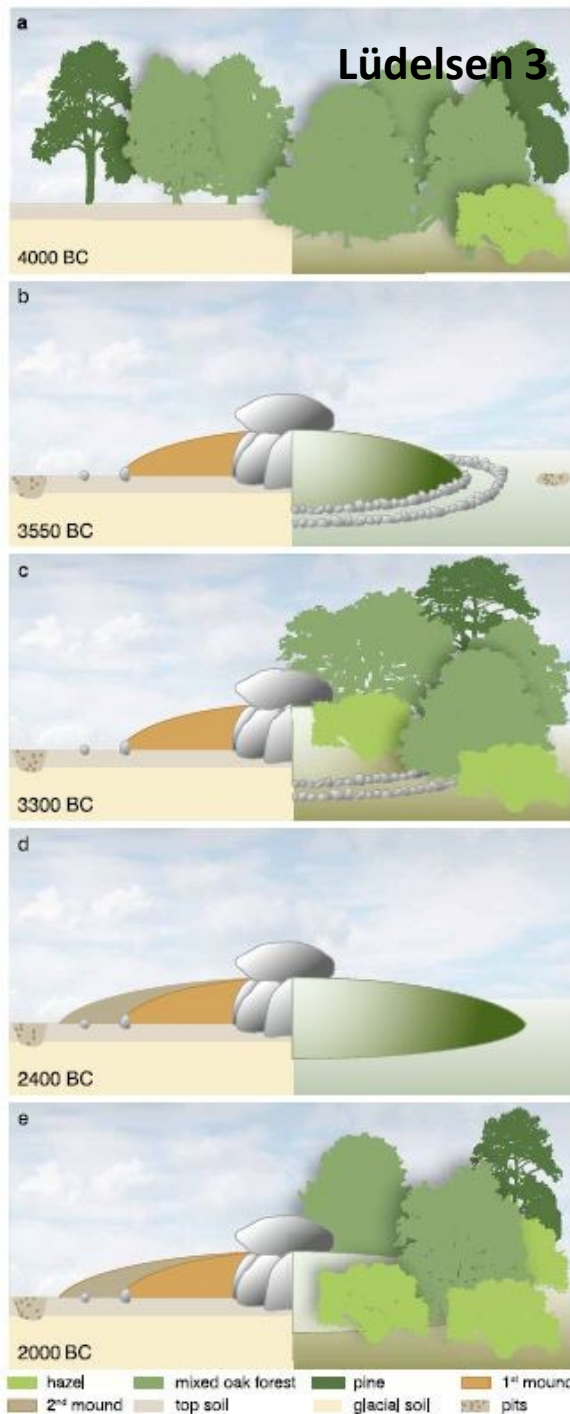 a
Lüdelsen 3
4000 BC
b
3550 BC
c
3300 BC
d
2400 BC
e
2000 BC
hazel mixed oak forest pine 1st mound
2nd mound top soil glacial soil pits